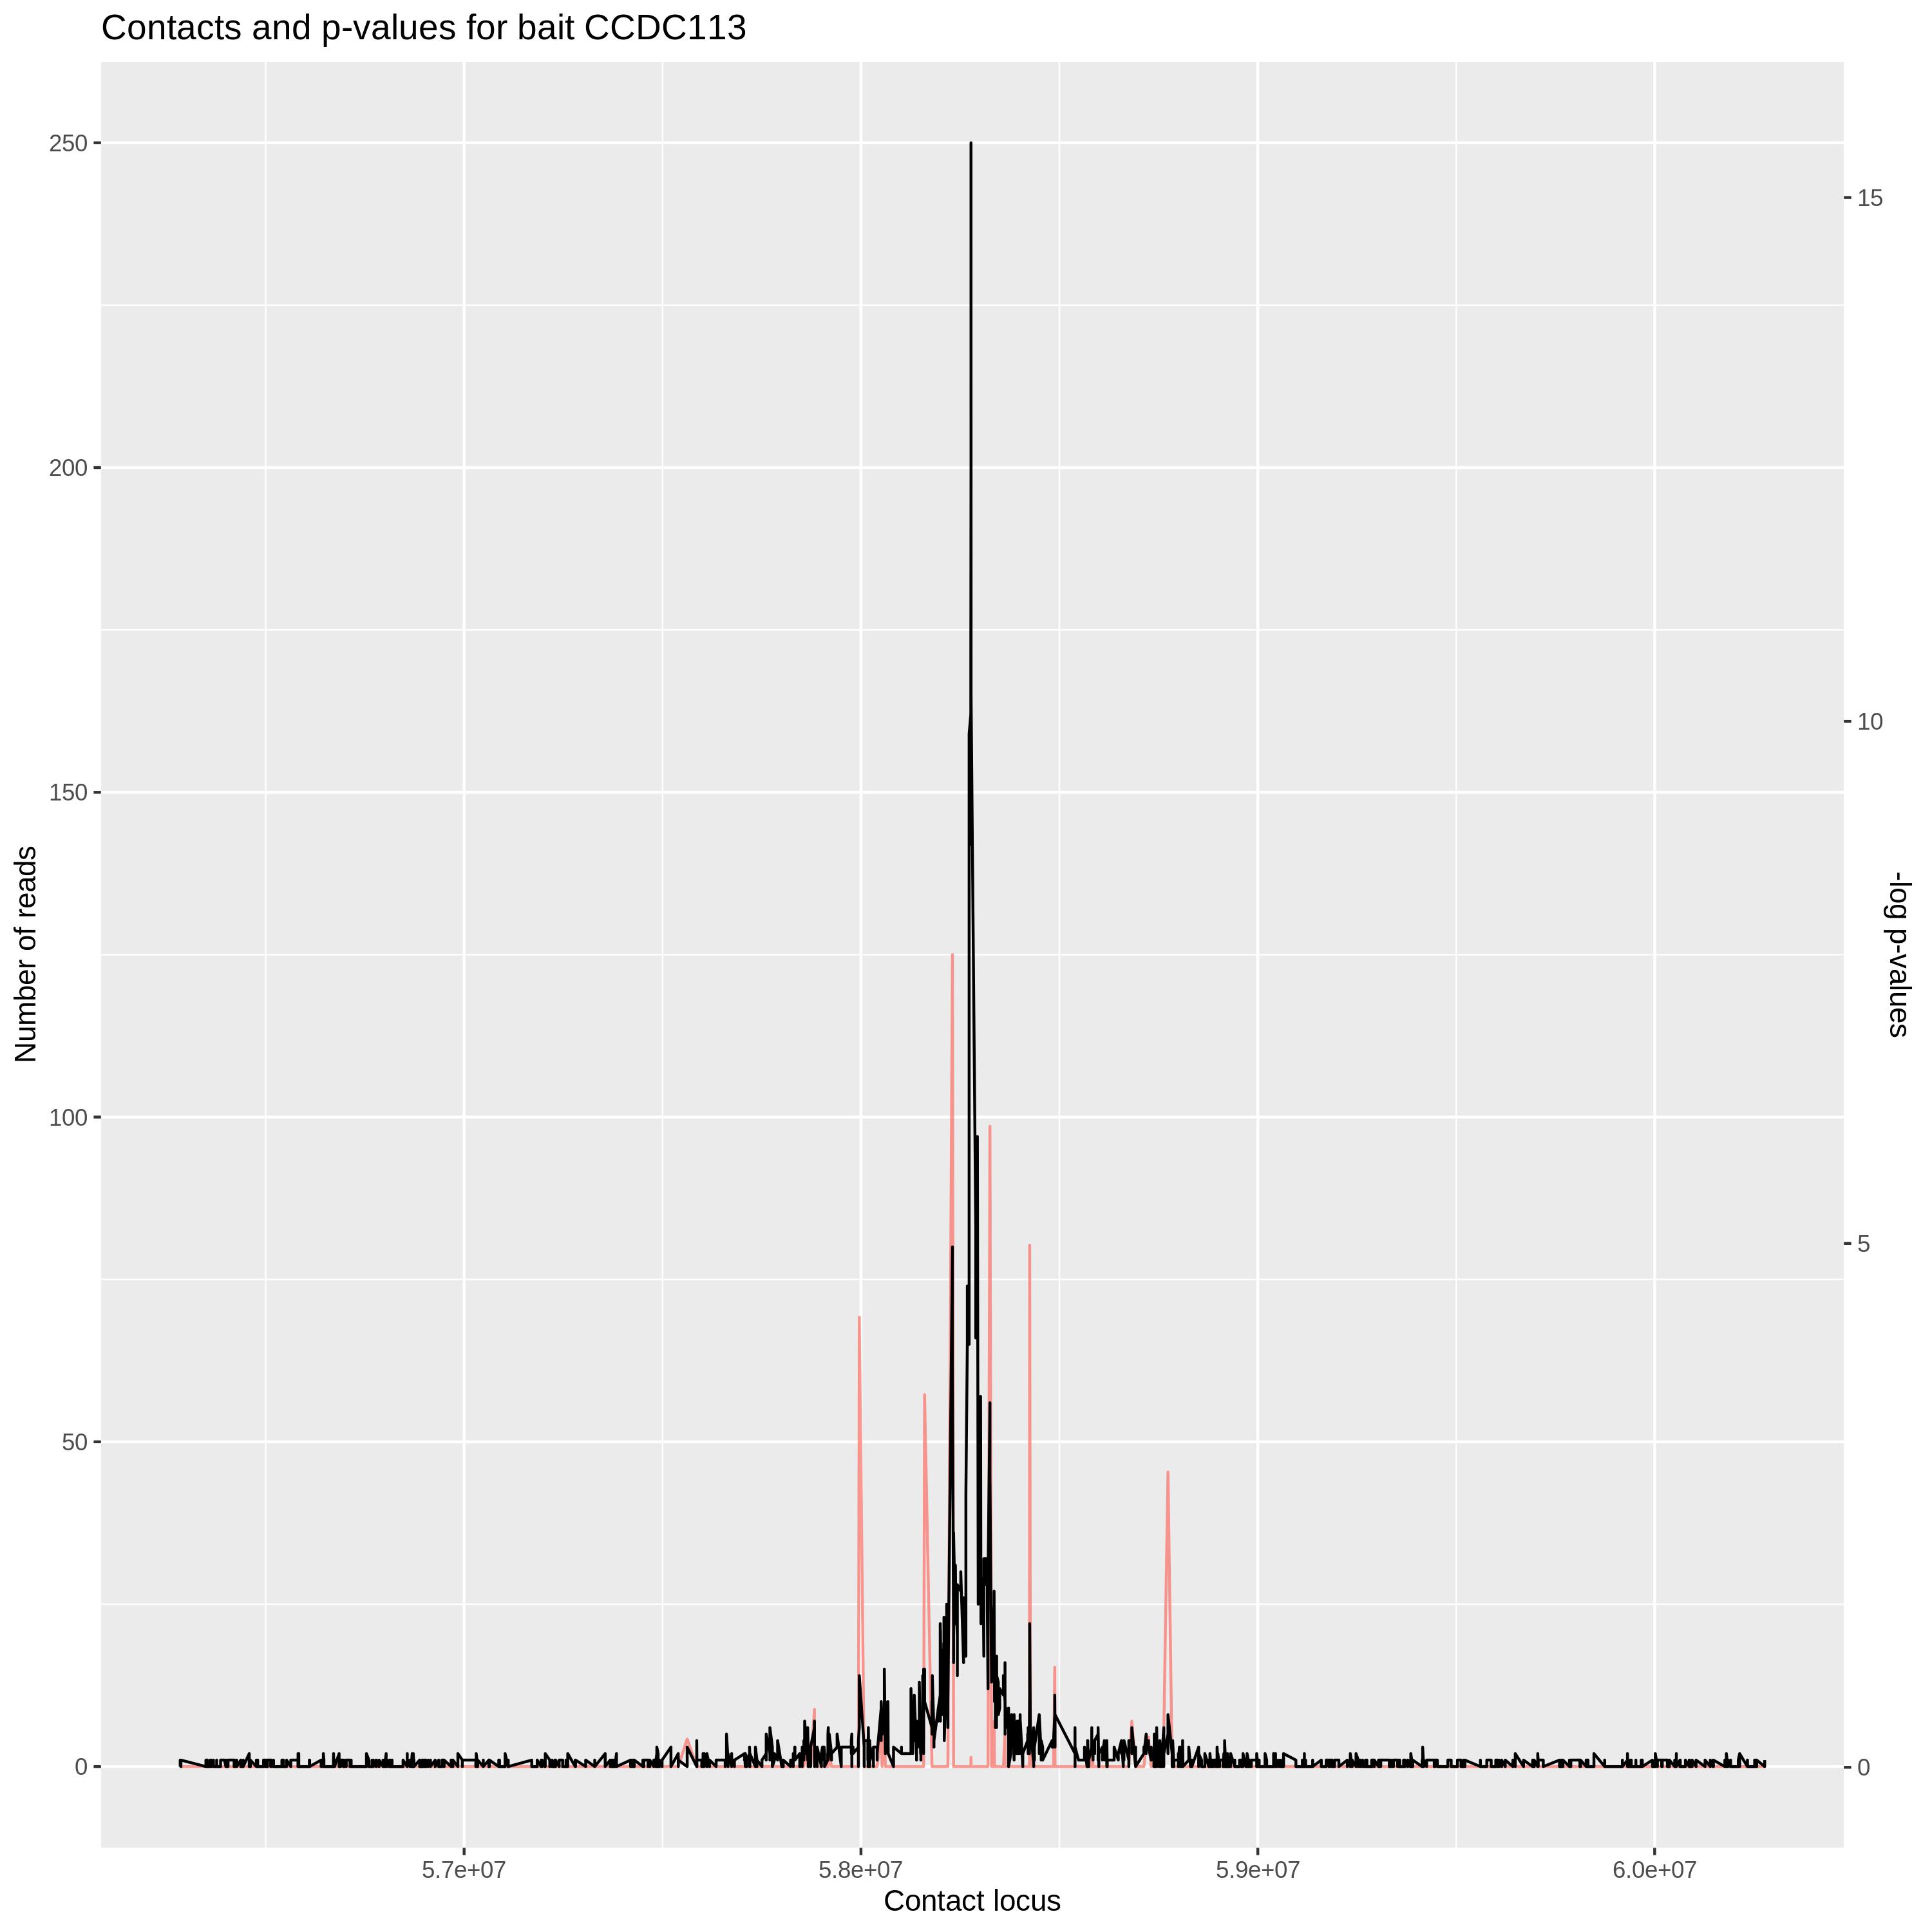 Contacts and p-values for bait CCDC113
Number of reads
250
200
150
100
50
0
15
10
5
0
-log p-values
5.7e+07
5.8e+07
5.9e+07
6.0e+07
Contact locus